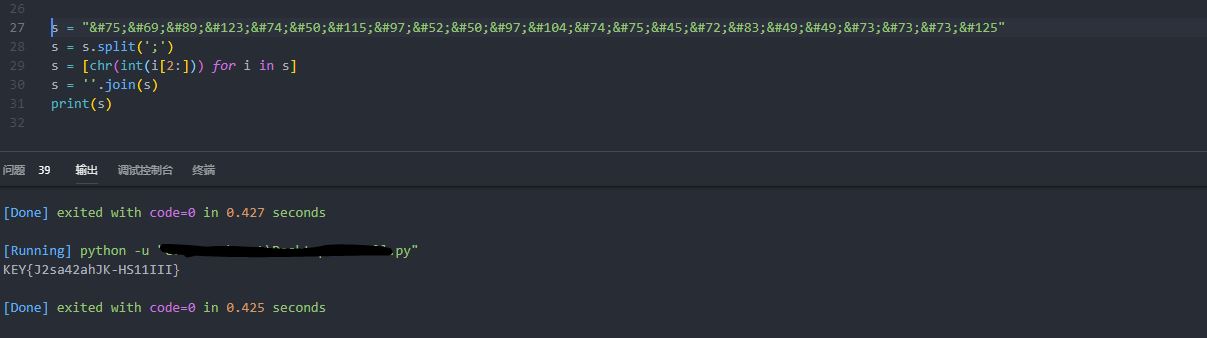 26
27 s = "&#75;&#69;&#89;&#123;&#74;&#50;&#115;&#97;&#52;&#50;&#97;&#104;&#74;&#75;&#45;&#72;&#83;&#49;&#49;&#73;&#73;&#73;&#125"
28 s = s.split(';')
29 s = [chr(int(i[2:])) for i in s]
30 s = ''.join(s)
31 print(s)
32
问题 39 输出 调试控制台 终端
[Done] exited with code=0 in 0.427 seconds
[Running] python -u " .py"
KEY{J2sa42ahJK-HS11III}
[Done] exited with code=0 in 0.425 seconds